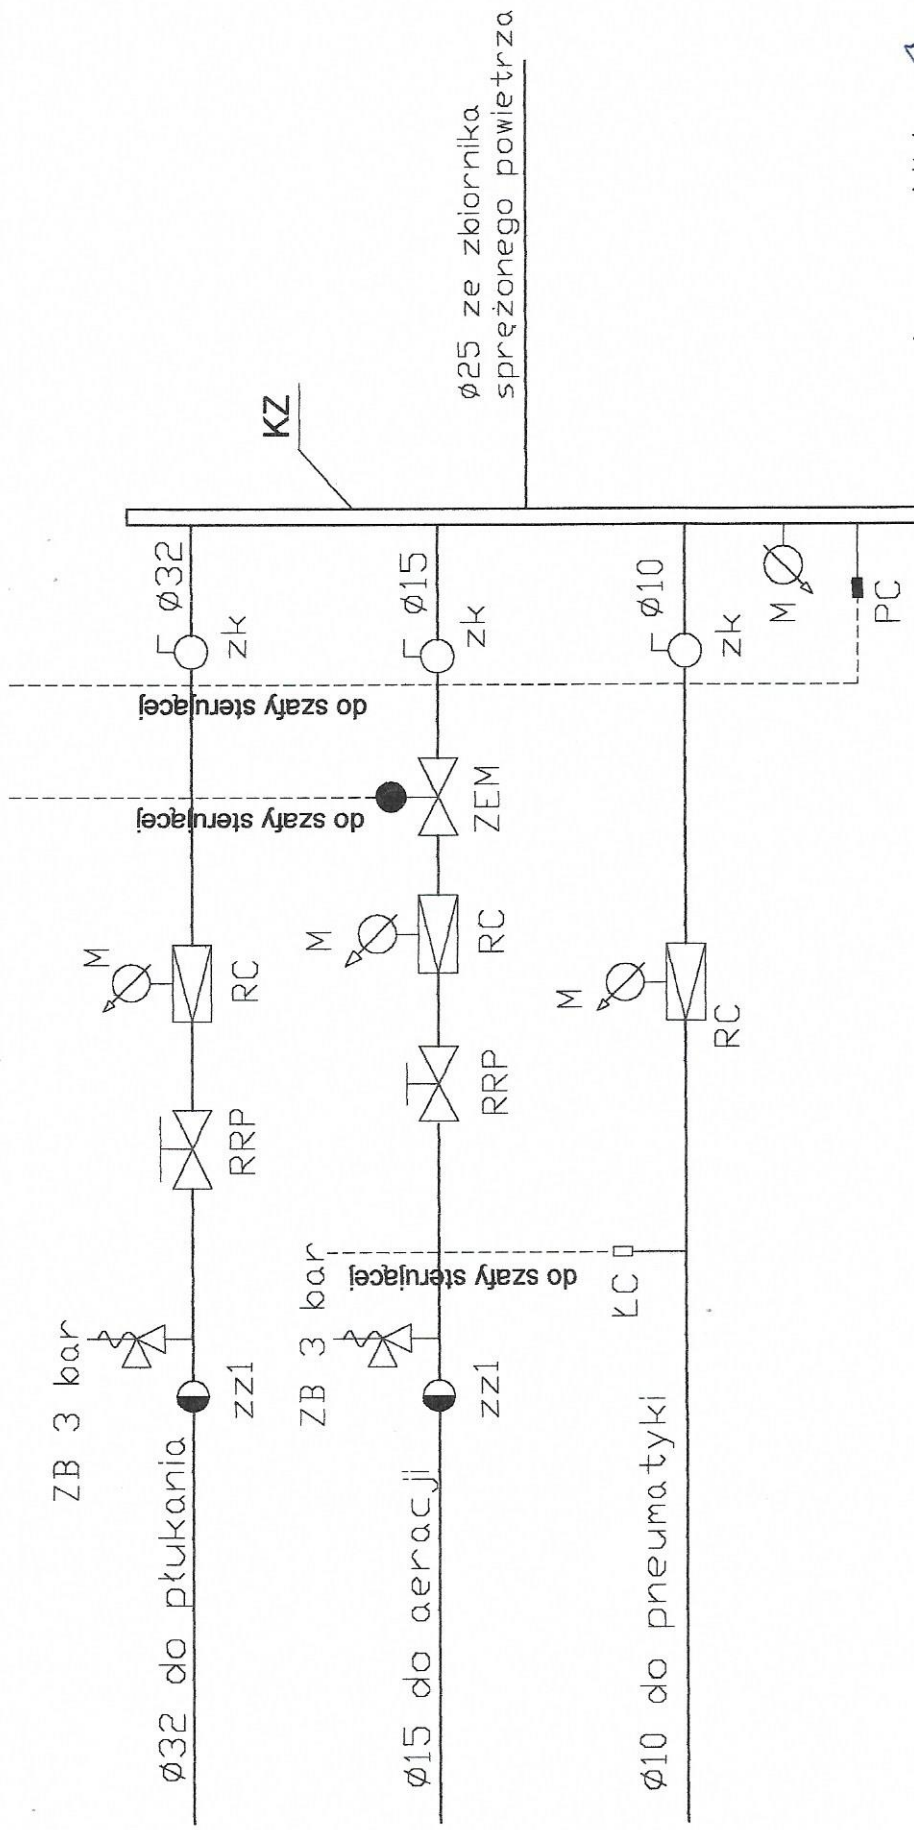 ZB 3 bar
ø32 do płukania
zz1
RRP
M
RC
do szafy sterującej
zk
ø32
KZ
ZB 3 bar
ø15 do aeracji
zz1
RRP
M
RC
do szafy sterującej
ZEM
zk
ø15
ø25 ze zbiornika
sprężonego powietrza
do szafy sterującej
ŁC
ø10 do pneumatyki
M
RC
zk
ø10
M
PC